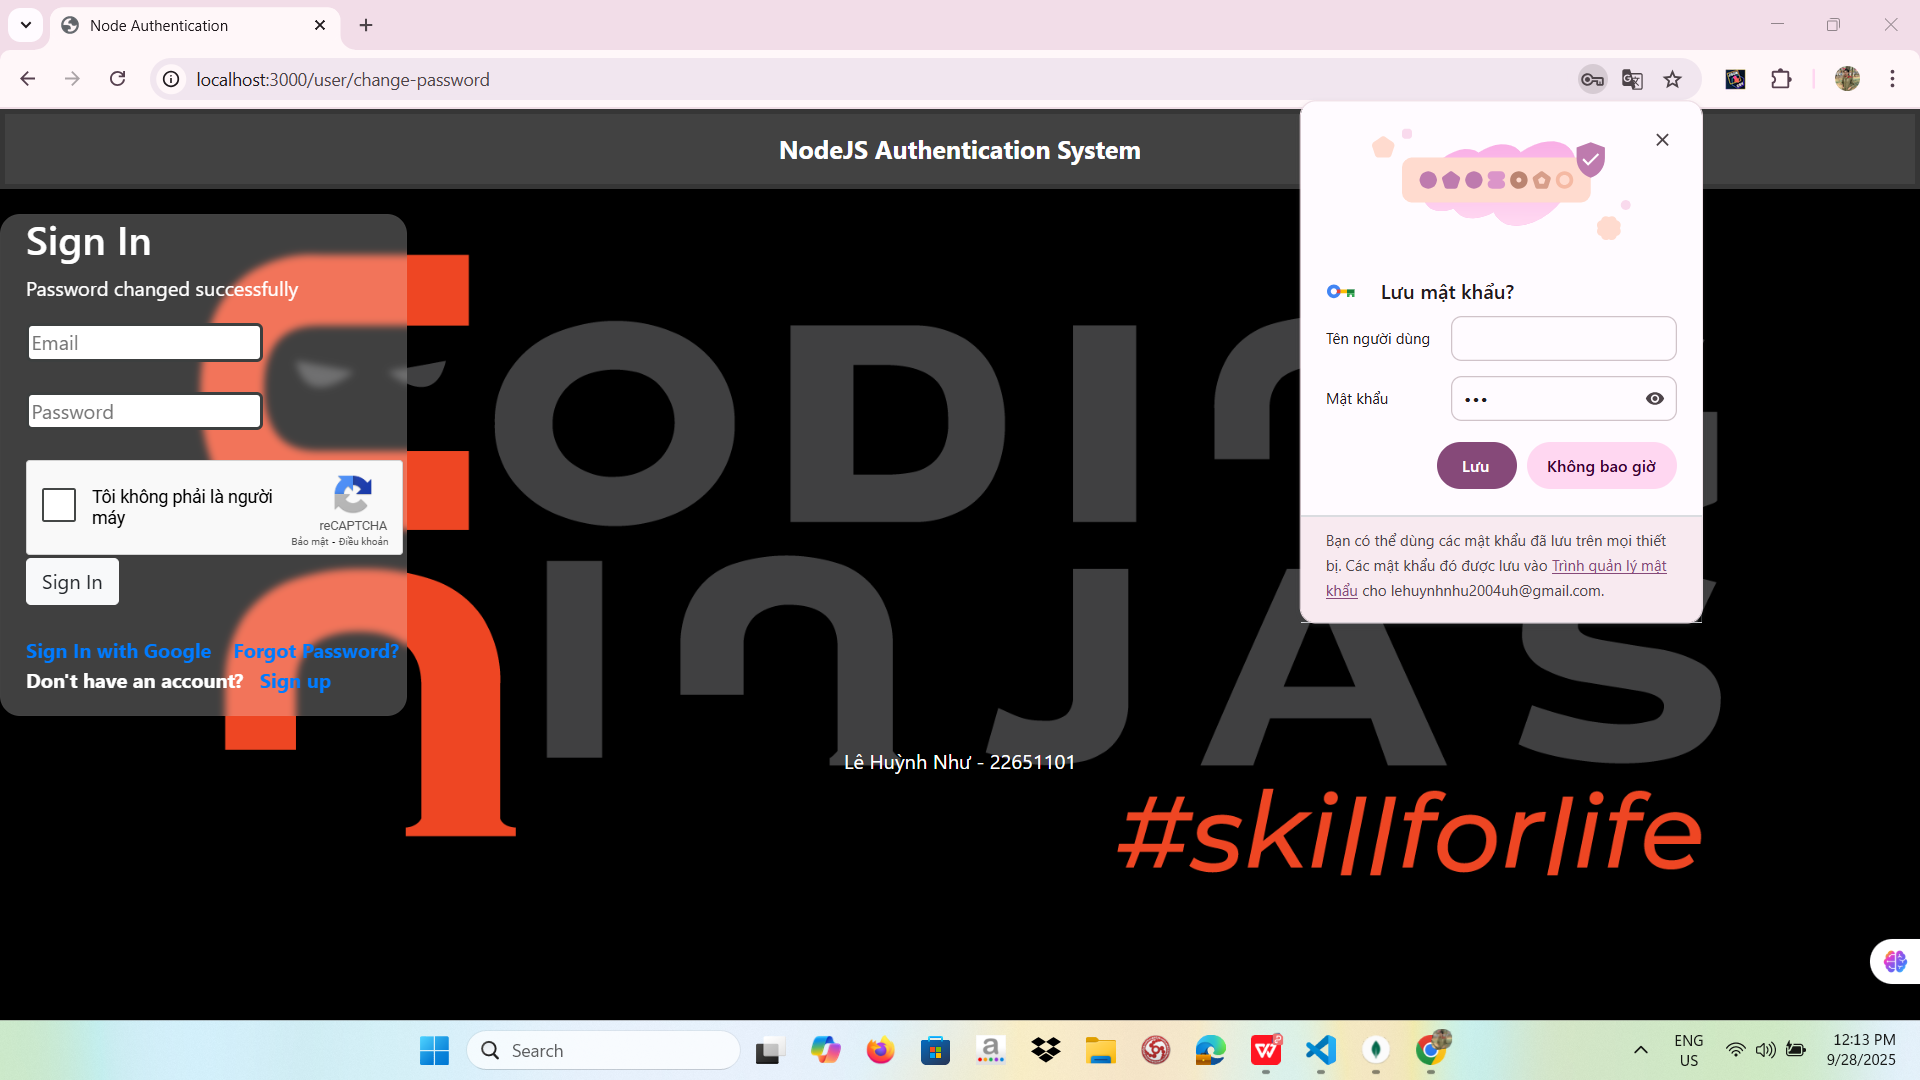 Node Authentication
localhost:3000/user/change-password
NodeJS Authentication System
Sign In
Password changed successfully
Email
Password
Tôi không phải là người
máy
reCAPTCHA
Bảo mật - Điều khoản
Sign In
Sign In with Google Forgot Password?
Don't have an account? Sign up
Lưu mật khẩu?
Tên người dùng
Mật khẩu
Lưu
Không bao giờ
Bạn có thể dùng các mật khẩu đã lưu trên mọi thiết
bị. Các mật khẩu đó được lưu vào Trình quản lý mật
khẩu cho lehuynhnhu2004uh@gmail.com.
CODING
NINJAS
Lê Huỳnh Như - 22651101
#skillforlife
Search
ENG
US
12:13 PM
9/28/2025